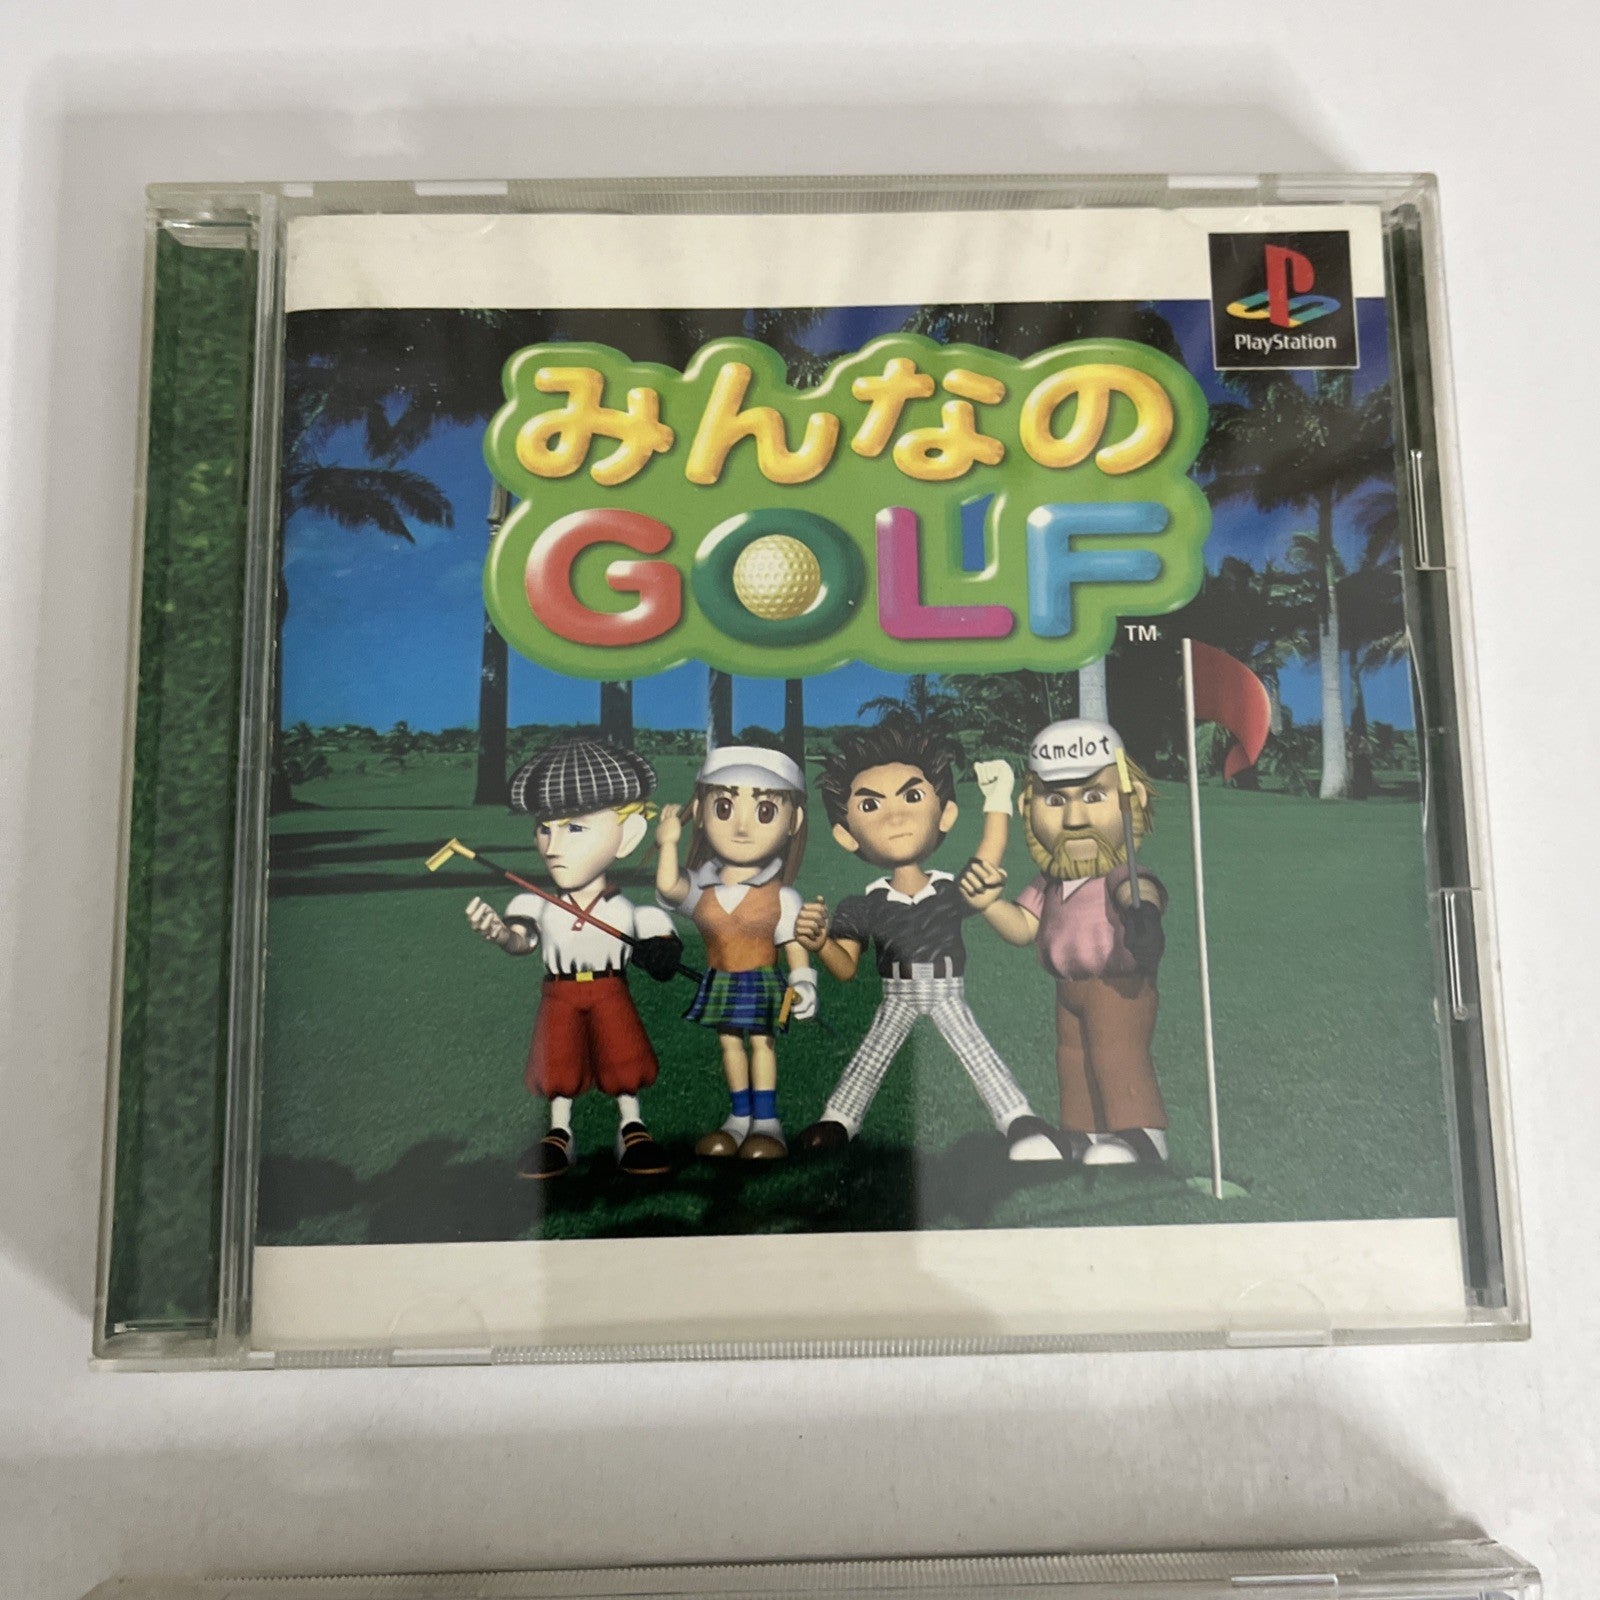 PlayStation
みんなの
GOLF
TM
camelot